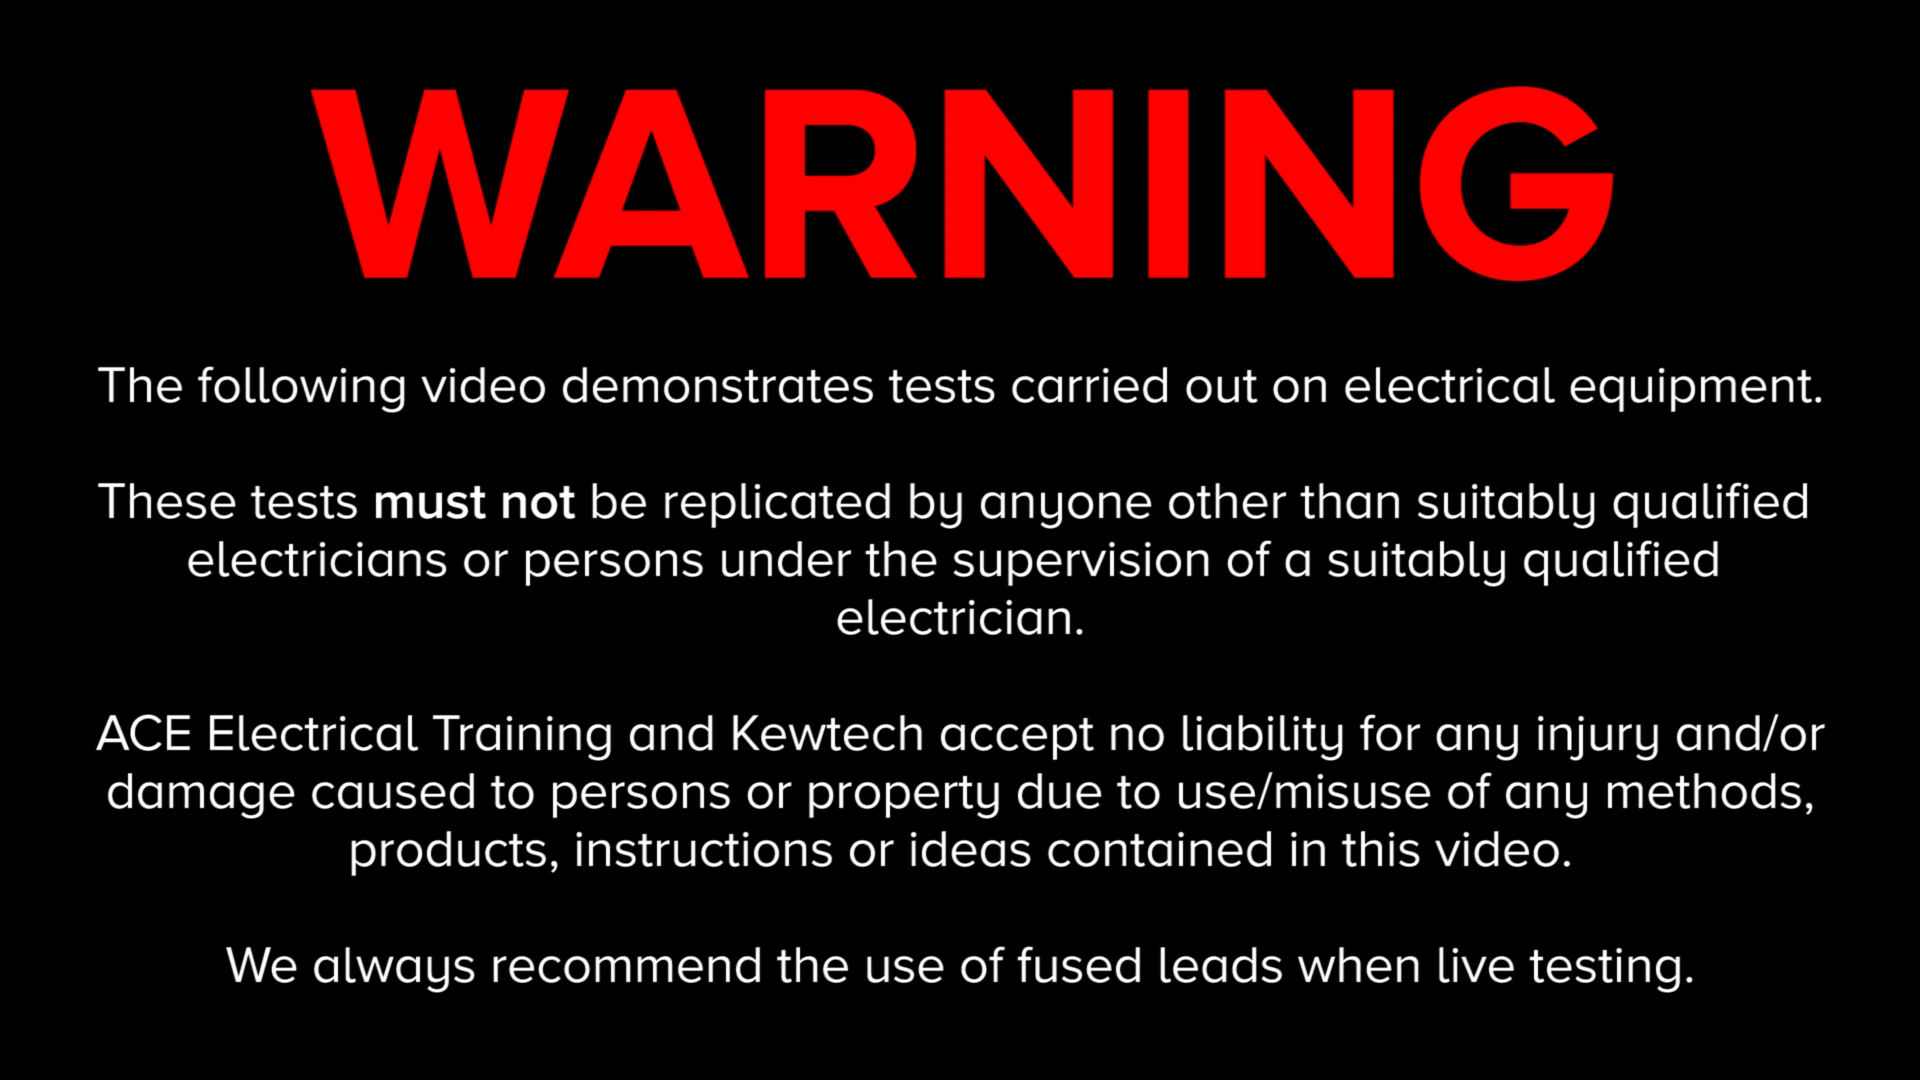 WARNING
The following video demonstrates tests carried out on electrical equipment.
These tests must not be replicated by anyone other than suitably qualified
electricians or persons under the supervision of a suitably qualified
electrician.
ACE Electrical Training and Kewtech accept no liability for any injury and/or
damage caused to persons or property due to use/misuse of any methods,
products, instructions or ideas contained in this video.
We always recommend the use of fused leads when live testing.